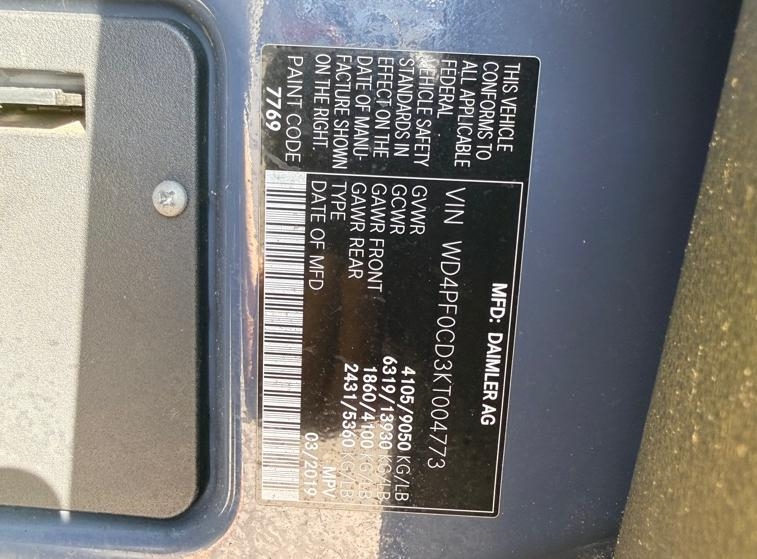 MFD: DAIMLER AG
THIS VEHICLE
CONFORMS TO
ALL APPLICABLE
FEDERAL
VEHICLE SAFETY
STANDARDS IN
EFFECT ON THE
DATE OF MANU-
FACTURE SHOWN
ON THE RIGHT.
PAINT CODE
7769
VIN WD4PF0CD3KT004773
GVWR 4105/9050 KG/LB
GCWR 6319/13930 KG/LB
GAWR FRONT 1860/4100 KG/LB
GAWR REAR 2431/5360 KG/LB
TYPE MPV
DATE OF MFD 03/2019